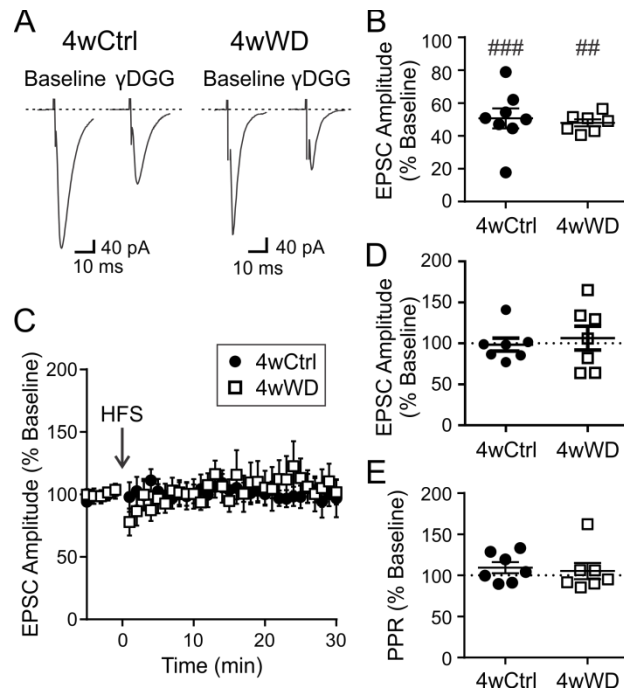 A
4wCtrl 4wWD
Baseline γDGG Baseline γDGG
40 pA
10 ms
40 pA
10 ms
B
### ##
EPSC Amplitude
(% Baseline)
100
80
60
40
20
0
4wCtrl 4wWD
C
4wCtrl
4wWD
HFS
EPSC Amplitude (% Baseline)
200
150
100
50
0
0 10 20 30
Time (min)
D
EPSC Amplitude
(% Baseline)
200
150
100
50
0
4wCtrl 4wWD
E
PPR (% Baseline)
200
150
100
50
0
4wCtrl 4wWD